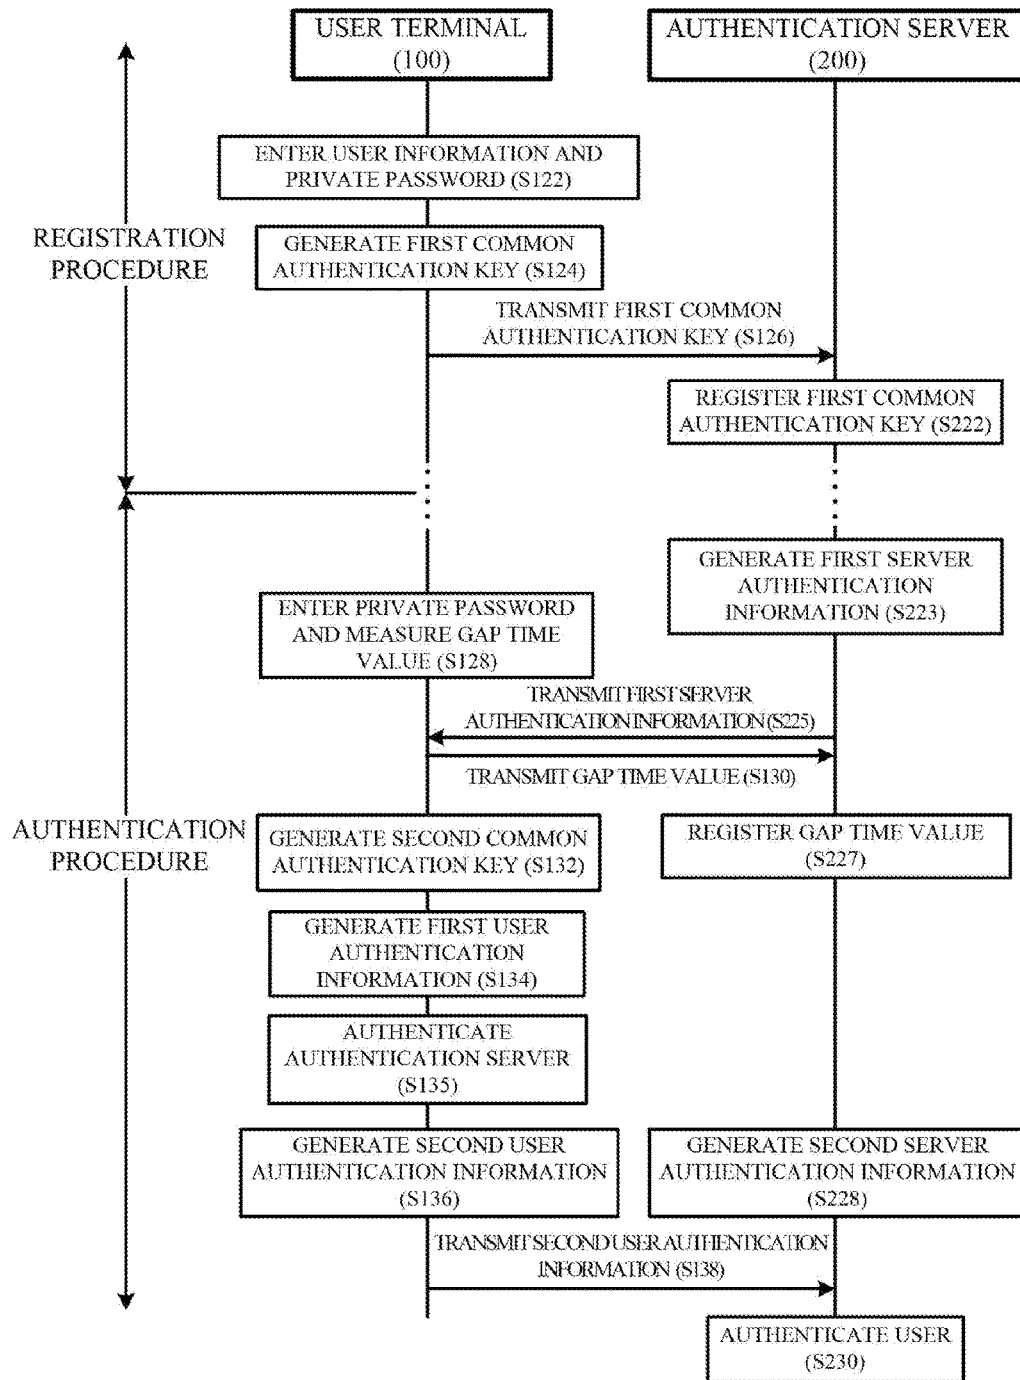 USER TERMINAL
(100)
AUTHENTICATION SERVER
(200)
ENTER USER INFORMATION AND
PRIVATE PASSWORD (S122)
REGISTRATION
PROCEDURE
GENERATE FIRST COMMON
AUTHENTICATION KEY (S124)
TRANSMIT FIRST COMMON
AUTHENTICATION KEY (S126)
REGISTER FIRST COMMON
AUTHENTICATION KEY (S222)
GENERATE FIRST SERVER
AUTHENTICATION
INFORMATION (S223)
ENTER PRIVATE PASSWORD
AND MEASURE GAP TIME
VALUE (S128)
TRANSMIT FIRST SERVER
AUTHENTICATION INFORMATION (S225)
TRANSMIT GAP TIME VALUE (S130)
AUTHENTICATION
PROCEDURE
GENERATE SECOND COMMON
AUTHENTICATION KEY (S132)
REGISTER GAP TIME VALUE
(S227)
GENERATE FIRST USER
AUTHENTICATION
INFORMATION (S134)
AUTHENTICATE
AUTHENTICATION SERVER
(S135)
GENERATE SECOND USER
AUTHENTICATION INFORMATION
(S136)
GENERATE SECOND SERVER
AUTHENTICATION INFORMATION
(S228)
TRANSMIT SECOND USER AUTHENTICATION
INFORMATION (S138)
AUTHENTICATE USER
(S230)